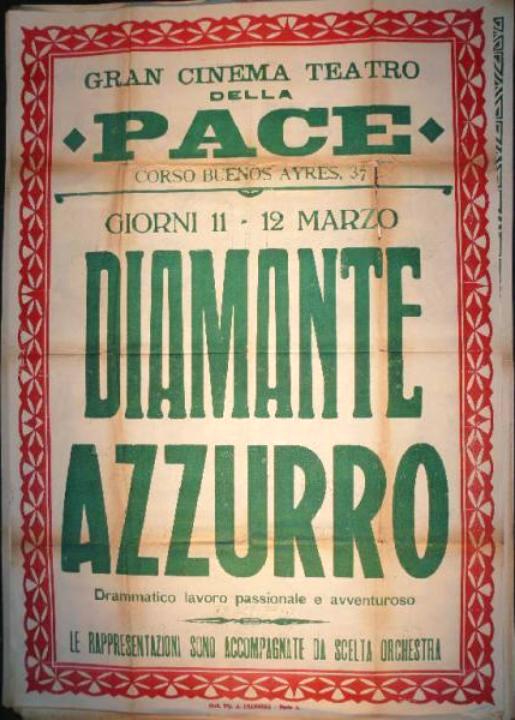 GRAN CINEMA TEATRO
DELLA
PACE
CORSO BUENOS AYRES, 37
GIORNI 11 - 12 MARZO
DIAMANTE
AZZURRO
Drammatico lavoro passionale e avventuroso
LE RAPPRESENTAZIONI SONO ACCOMPAGNATE DA SCELTA ORCHESTRA